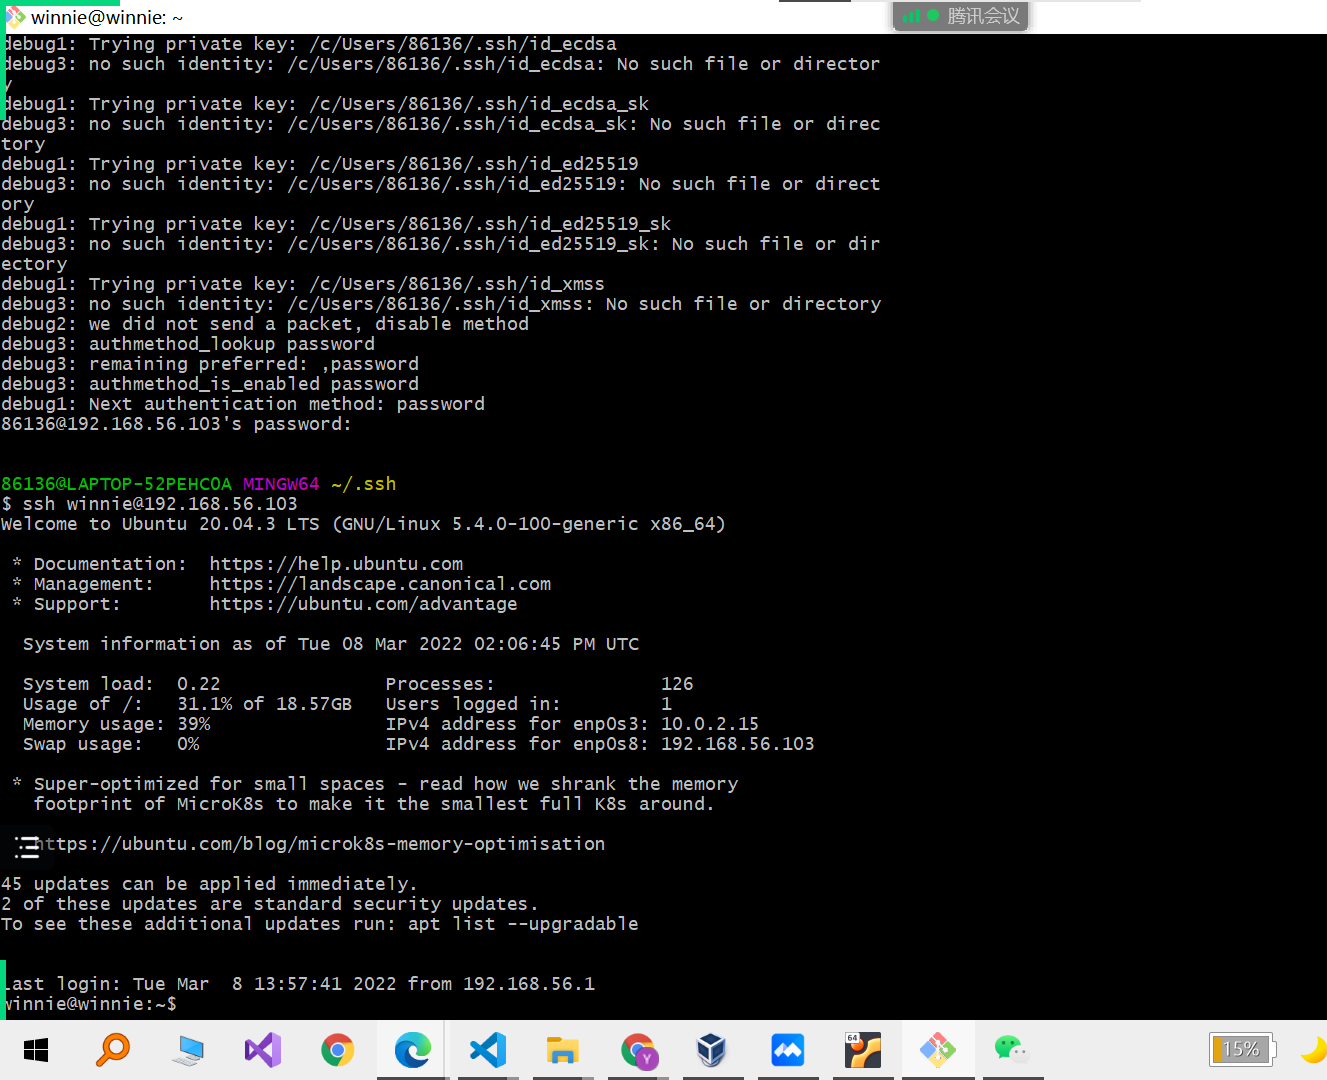 winnie@winnie: ~
腾讯会议
debug1: Trying private key: /c/Users/86136/.ssh/id_ecdsa
debug3: no such identity: /c/Users/86136/.ssh/id_ecdsa: No such file or director
y
debug1: Trying private key: /c/Users/86136/.ssh/id_ecdsa_sk
debug3: no such identity: /c/Users/86136/.ssh/id_ecdsa_sk: No such file or direc
tory
debug1: Trying private key: /c/Users/86136/.ssh/id_ed25519
debug3: no such identity: /c/Users/86136/.ssh/id_ed25519: No such file or direct
ory
debug1: Trying private key: /c/Users/86136/.ssh/id_ed25519_sk
debug3: no such identity: /c/Users/86136/.ssh/id_ed25519_sk: No such file or dir
ectory
debug1: Trying private key: /c/Users/86136/.ssh/id_xmss
debug3: no such identity: /c/Users/86136/.ssh/id_xmss: No such file or directory
debug2: we did not send a packet, disable method
debug3: authmethod_lookup password
debug3: remaining preferred: ,password
debug3: authmethod_is_enabled password
debug1: Next authentication method: password
86136@192.168.56.103's password:
86136@LAPTOP-52PEHC0A MINGW64 ~/.ssh
$ ssh winnie@192.168.56.103
Welcome to Ubuntu 20.04.3 LTS (GNU/Linux 5.4.0-100-generic x86_64)
* Documentation:  https://help.ubuntu.com
* Management:     https://landscape.canonical.com
* Support:        https://ubuntu.com/advantage
System information as of Tue 08 Mar 2022 02:06:45 PM UTC
System load:  0.22               Processes:               126
Usage of /:   31.1% of 18.57GB   Users logged in:         1
Memory usage: 39%                IPv4 address for enp0s3: 10.0.2.15
Swap usage:   0%                 IPv4 address for enp0s8: 192.168.56.103
* Super-optimized for small spaces - read how we shrank the memory
footprint of MicroK8s to make it the smallest full K8s around.
https://ubuntu.com/blog/microk8s-memory-optimisation
45 updates can be applied immediately.
2 of these updates are standard security updates.
To see these additional updates run: apt list --upgradable
Last login: Tue Mar  8 13:57:41 2022 from 192.168.56.1
winnie@winnie:~$
Y
64
15%